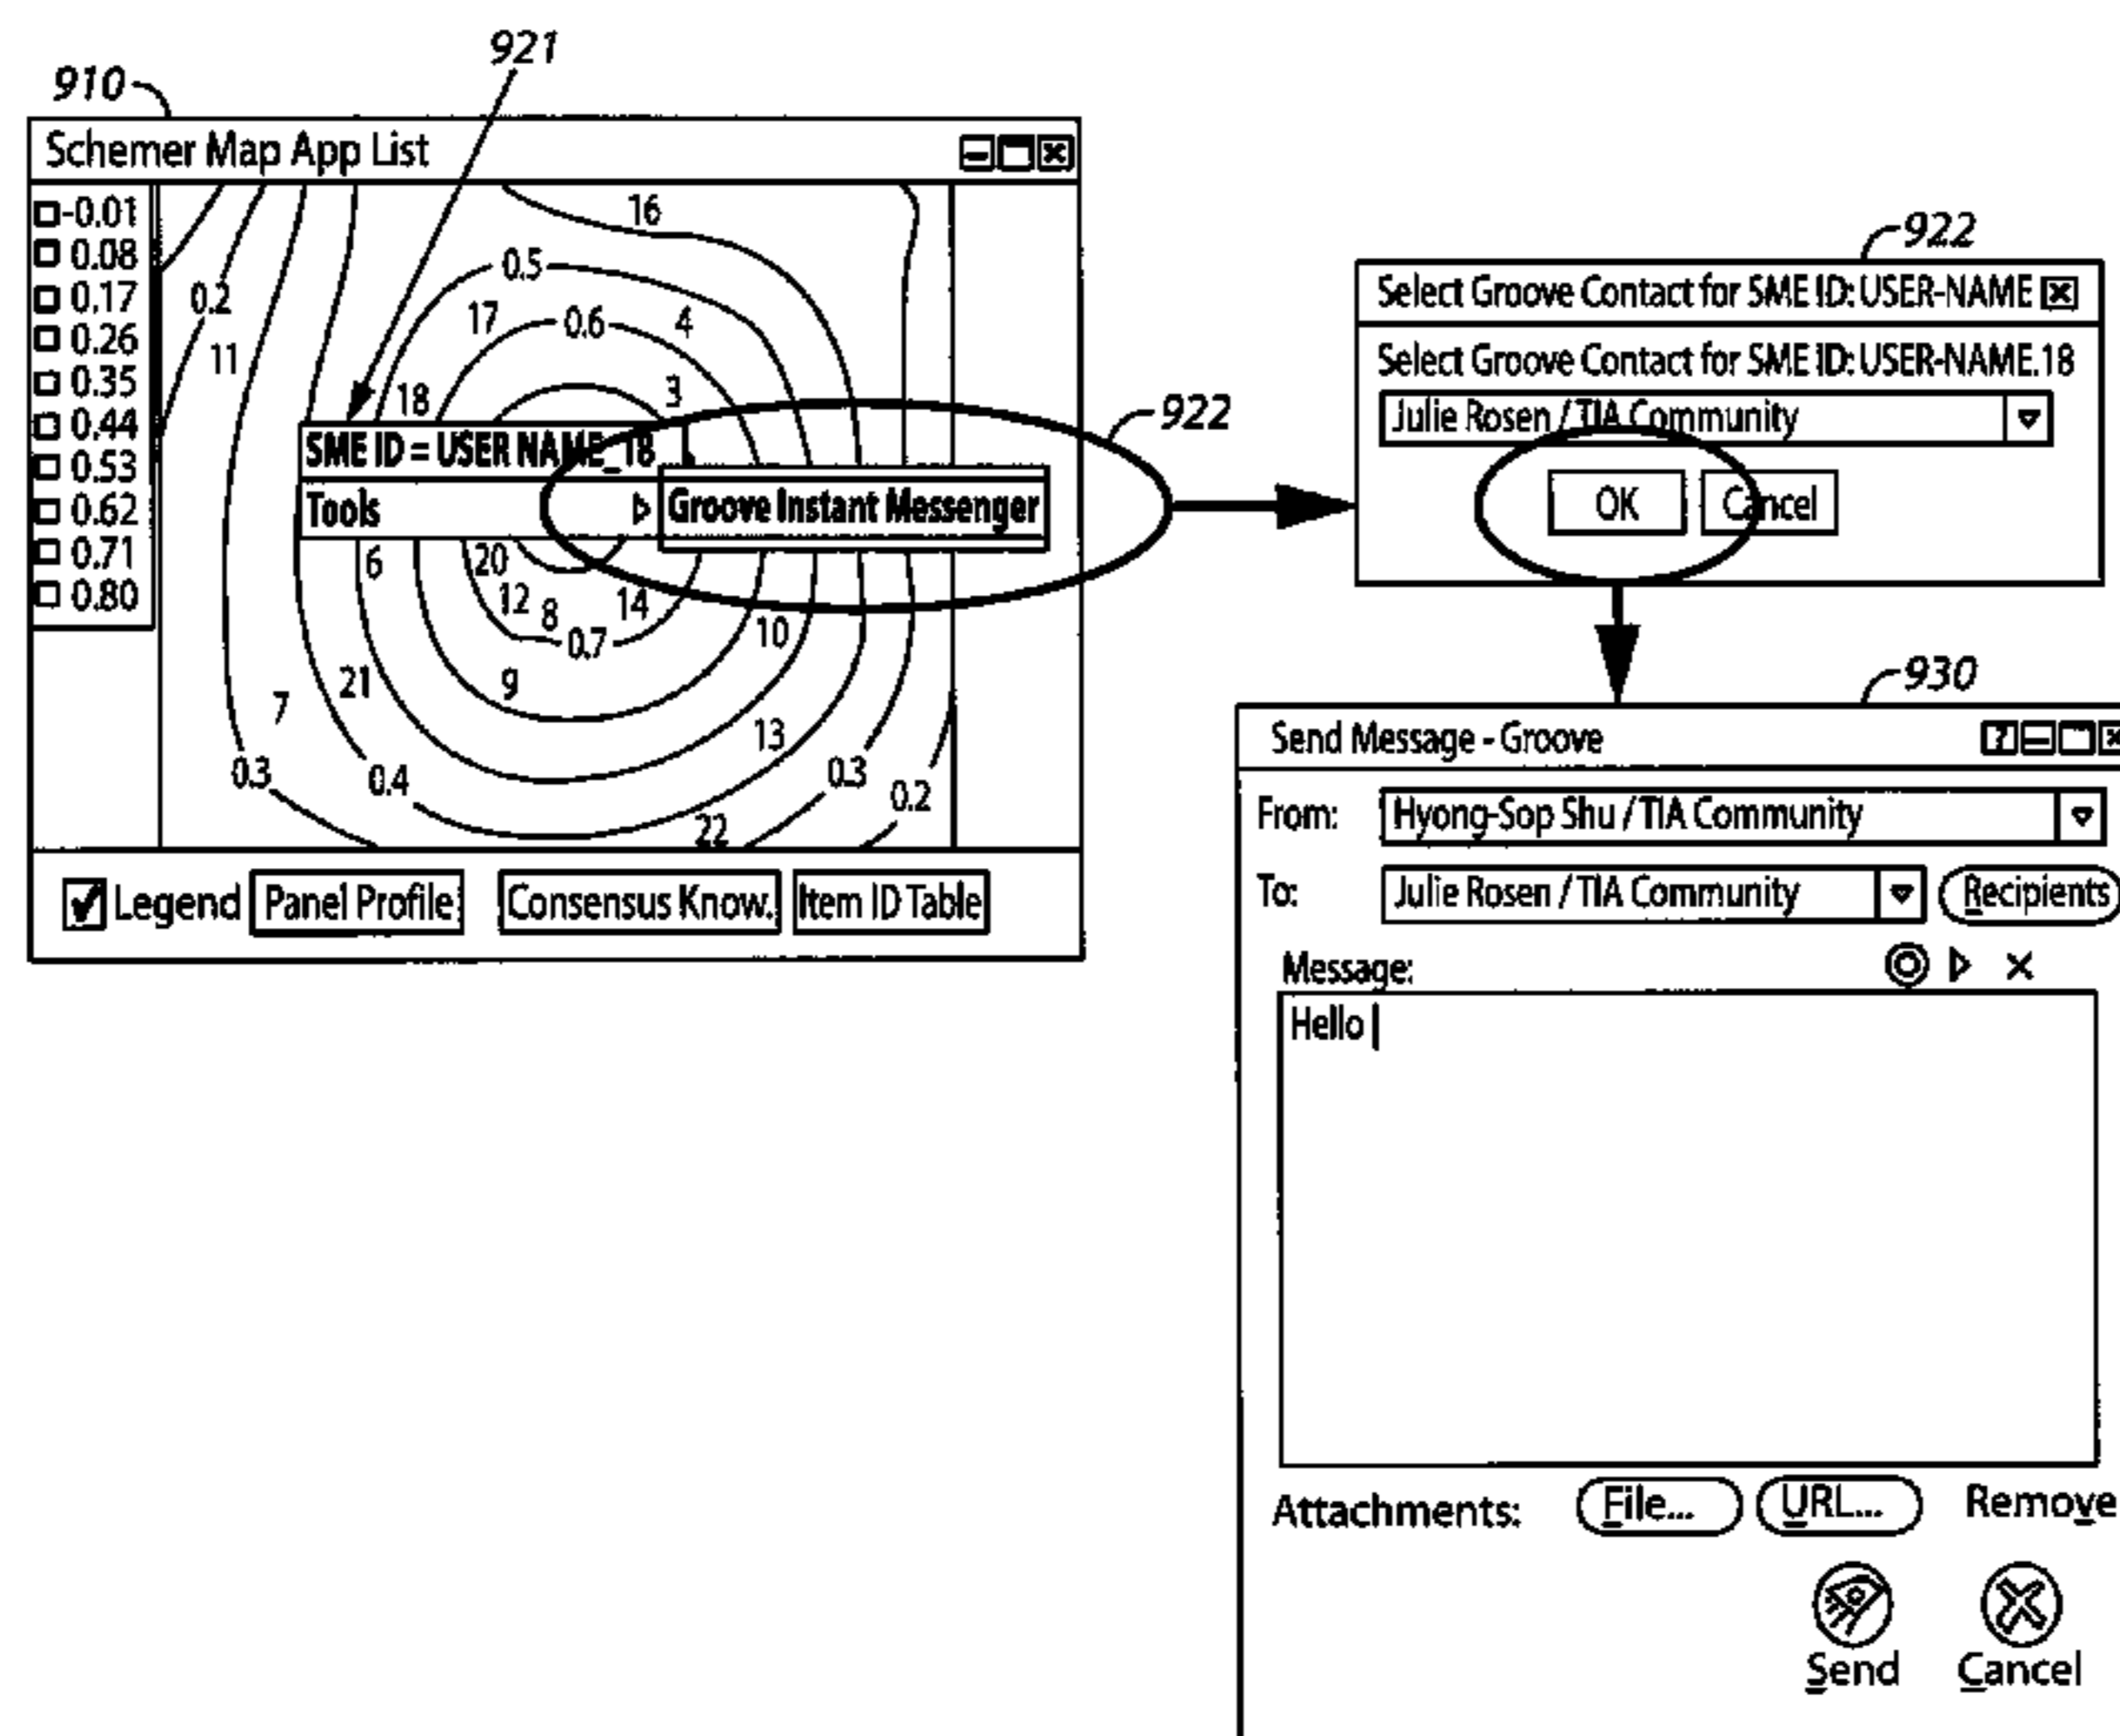 921
910
Schemer Map App List
-0.01
0.08
0.17
0.26
0.35
0.44
0.53
0.62
0.71
0.80
16
0.5
0.2
17
0.6
4
11
3
18
SME ID = USER NAME_18
Tools
Groove Instant Messenger
6
20
12
8
14
0.7
10
9
21
7
13
0.3
0.4
0.3
0.2
22
Legend
Panel Profile
Consensus Know.
Item ID Table
922
922
Select Groove Contact for SME ID: USER-NAME
Select Groove Contact for SME ID: USER-NAME.18
Julie Rosen / TIA Community
OK
Cancel
930
Send Message - Groove
From: Hyong-Sop Shu / TIA Community
To: Julie Rosen / TIA Community Recipients
Message:
Hello
Attachments: File... URL... Remove
Send Cancel